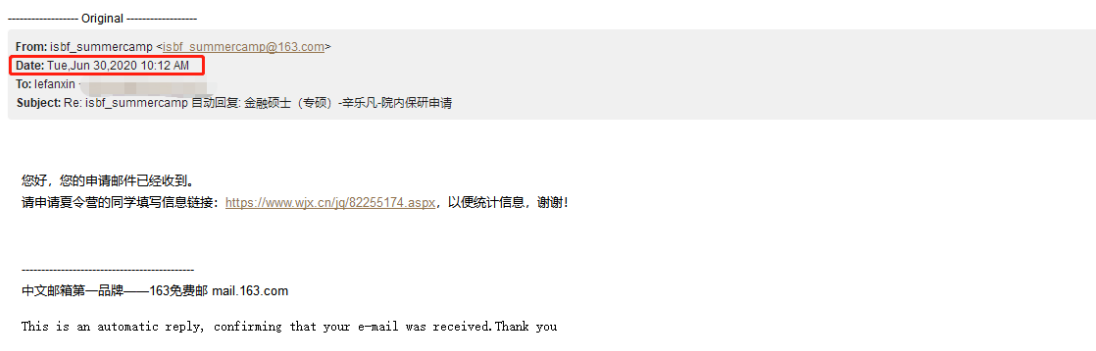 ------------------ Original ------------------
From: isbf_summercamp <isbf_summercamp@163.com>
Date: Tue,Jun 30,2020 10:12 AM
To: lefanxin
Subject: Re: isbf_summercamp 自动回复: 金融硕士（专硕）-辛乐凡-院内保研申请
您好，您的申请邮件已经收到。
请申请夏令营的同学填写信息链接：https://www.wjx.cn/jq/82255174.aspx，以便统计信息，谢谢！
--------------------------------------------
中文邮箱第一品牌——163免费邮 mail.163.com
This is an automatic reply, confirming that your e-mail was received.Thank you